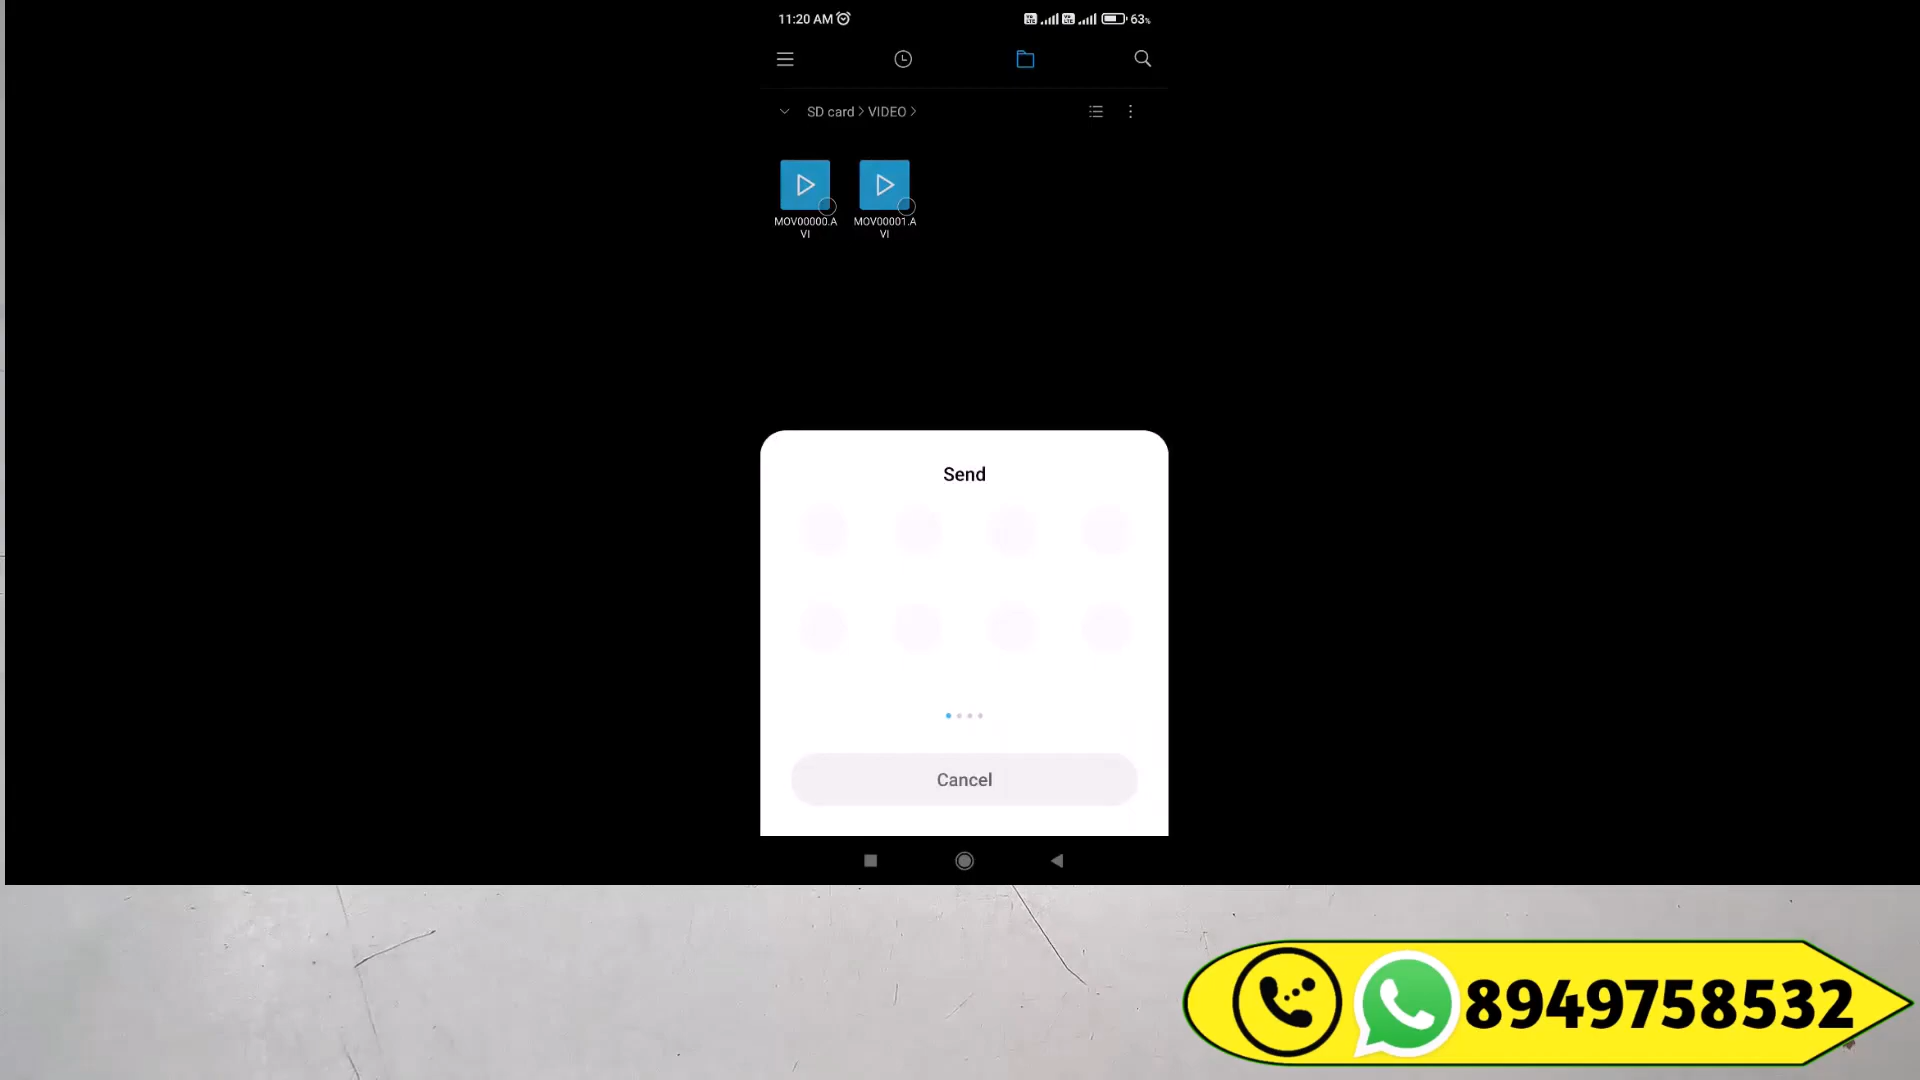 11:20 AM
63%
SD card > VIDEO >
MOV00000.A
VI
MOV00001.A
VI
Send
Cancel
8949758532